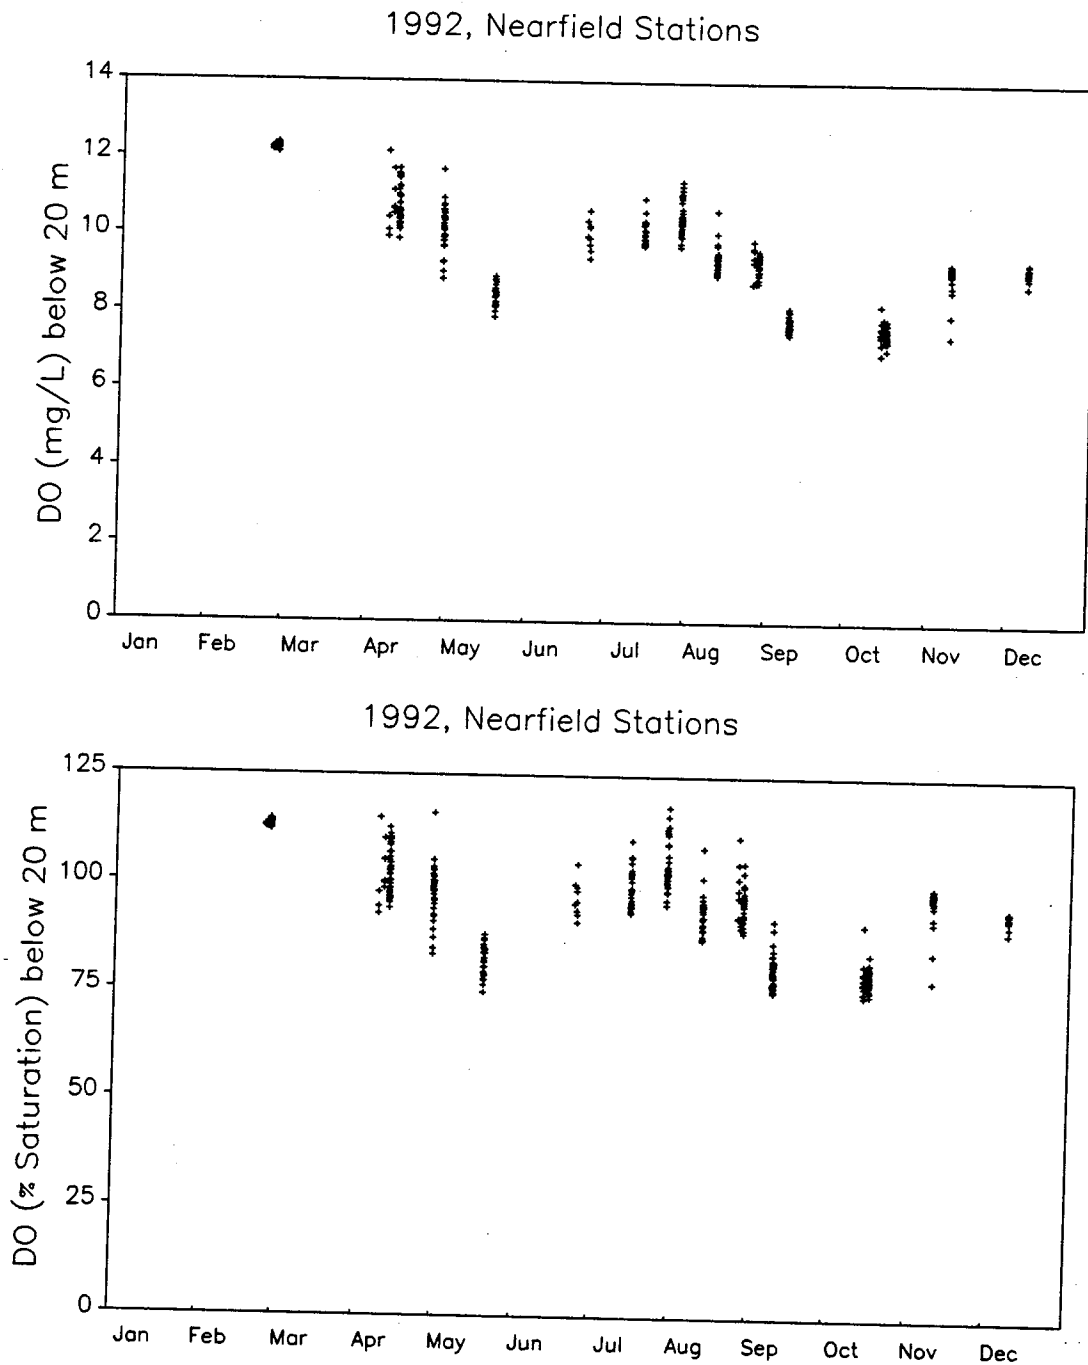 1992, Nearfield Stations
DO (mg/L) below 20 m
14
12
10
8
6
4
2
0
Jan Feb Mar Apr May Jun Jul Aug Sep Oct Nov Dec
1992, Nearfield Stations
DO (% Saturation) below 20 m
125
100
75
50
25
0
Jan Feb Mar Apr May Jun Jul Aug Sep Oct Nov Dec